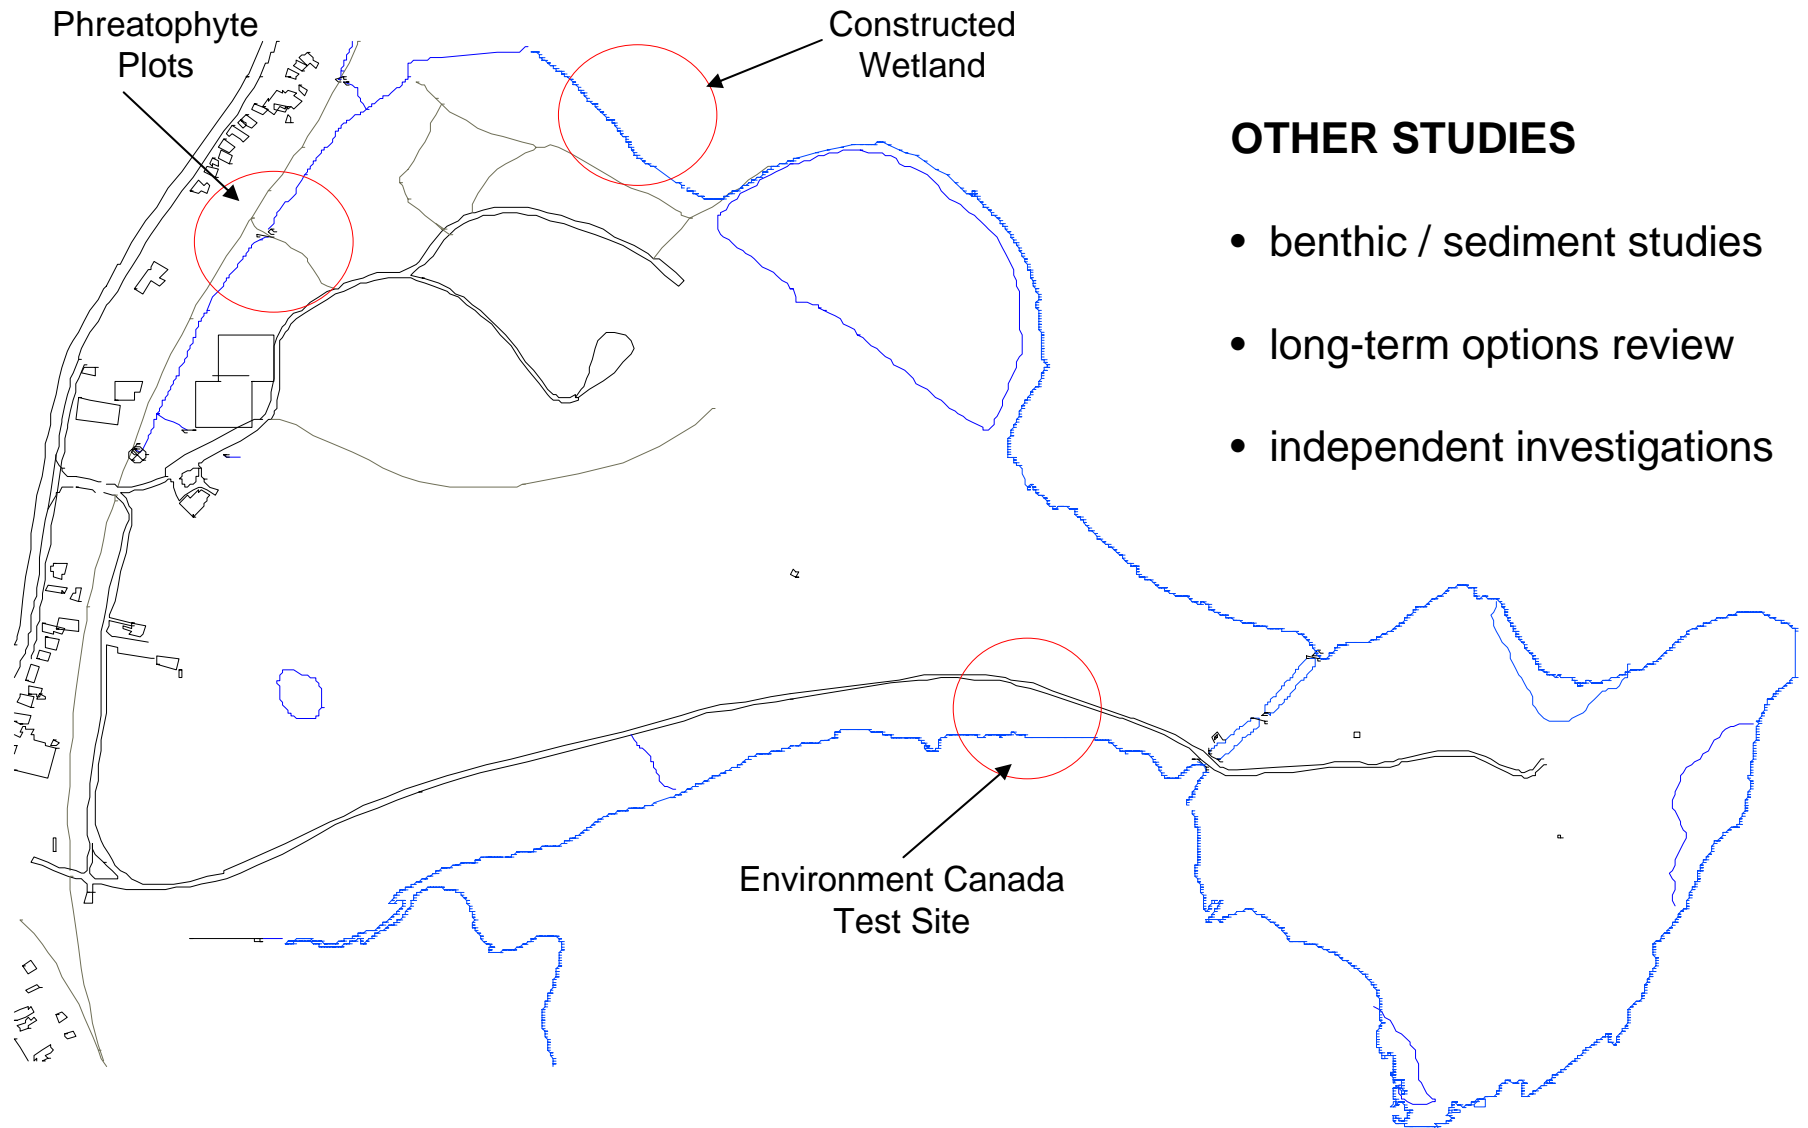 Phreatophyte
Plots
Constructed
Wetland
OTHER STUDIES
• benthic / sediment studies
• long-term options review
• independent investigations
Environment Canada
Test Site